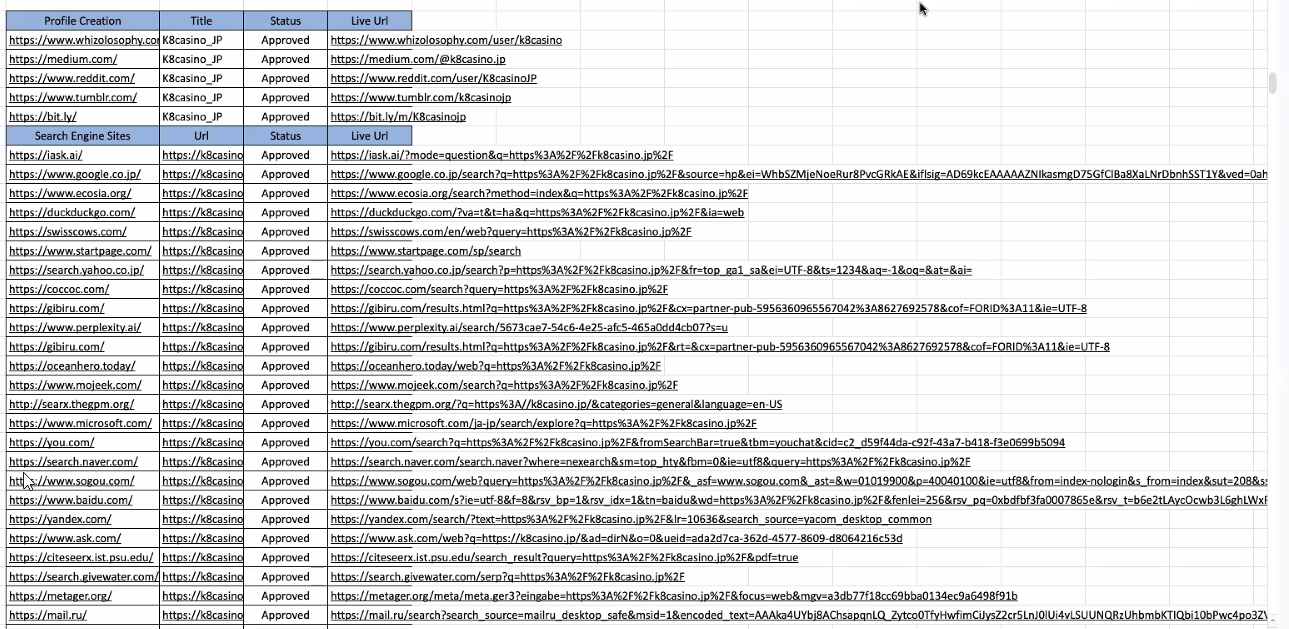 Profile Creation Title Status Live Url
https://www.whizolosophy.cor K8casino_JP Approved https://www.whizolosophy.com/user/k8casino
https://medium.com/ K8casino_JP Approved https://medium.com/@k8casino.jp
https://www.reddit.com/ K8casino_JP Approved https://www.reddit.com/user/K8casinoJP
https://www.tumblr.com/ K8casino_JP Approved https://www.tumblr.com/k8casinojp
https://bit.ly/ K8casino_JP Approved https://bit.ly/m/K8casinojp
Search Engine Sites Url Status Live Url
https://iask.ai/ https://k8casino Approved https://iask.ai/?mode=question&q=https%3A%2F%2Fk8casino.jp%2F
https://www.google.co.jp/ https://k8casino Approved https://www.google.co.jp/search?q=https%3A%2F%2Fk8casino.jp%2F&source=hp&ei=WhbSZMjeNoeRur8PvcGRkAE&iflsig=AD69kcEAAAAAZNIkasmgD75GfClBa8XaLNrDbnhSST1Y&ved=0ah
https://www.ecosia.org/ https://k8casino Approved https://www.ecosia.org/search?method=index&q=https%3A%2F%2Fk8casino.jp%2F
https://duckduckgo.com/ https://k8casino Approved https://duckduckgo.com/?va=t&t=ha&q=https%3A%2F%2Fk8casino.jp%2F&ia=web
https://swisscows.com/ https://k8casino Approved https://swisscows.com/en/web?query=https%3A%2F%2Fk8casino.jp%2F
https://www.startpage.com/ https://k8casino Approved https://www.startpage.com/sp/search
https://search.yahoo.co.jp/ https://k8casino Approved https://search.yahoo.co.jp/search?p=https%3A%2F%2Fk8casino.jp%2F&fr=top_ga1_sa&ei=UTF-8&ts=1234&aq=-1&oq=&at=&ai=
https://coccoc.com/ https://k8casino Approved https://coccoc.com/search?query=https%3A%2F%2Fk8casino.jp%2F
https://gibiru.com/ https://k8casino Approved https://gibiru.com/results.html?q=https%3A%2F%2Fk8casino.jp%2F&cx=partner-pub-5956360965567042%3A8627692578&cof=FORID%3A11&ie=UTF-8
https://www.perplexity.ai/ https://k8casino Approved https://www.perplexity.ai/search/5673cae7-54c6-4e25-afc5-465a0dd4cb07?s=u
https://gibiru.com/ https://k8casino Approved https://gibiru.com/results.html?q=https%3A%2F%2Fk8casino.jp%2F&rt=&cx=partner-pub-5956360965567042%3A8627692578&cof=FORID%3A11&ie=UTF-8
https://oceanhero.today/ https://k8casino Approved https://oceanhero.today/web?q=https%3A%2F%2Fk8casino.jp%2F
https://www.mojeek.com/ https://k8casino Approved https://www.mojeek.com/search?q=https%3A%2F%2Fk8casino.jp%2F
http://searx.thegpm.org/ https://k8casino Approved http://searx.thegpm.org/?q=https%3A//k8casino.jp/&categories=general&language=en-US
https://www.microsoft.com/ https://k8casino Approved https://www.microsoft.com/ja-jp/search/explore?q=https%3A%2F%2Fk8casino.jp%2F
https://you.com/ https://k8casino Approved https://you.com/search?q=https%3A%2F%2Fk8casino.jp%2F&fromSearchBar=true&tbm=youchat&cid=c2_d59f44da-c92f-43a7-b418-f3e0699b5094
https://search.naver.com/ https://k8casino Approved https://search.naver.com/search.naver?where=nexearch&sm=top_hty&fbm=0&ie=utf8&query=https%3A%2F%2Fk8casino.jp%2F
https://www.sogou.com/ https://k8casino Approved https://www.sogou.com/web?query=https%3A%2F%2Fk8casino.jp%2F&_asf=www.sogou.com&_ast=&w=01019900&p=40040100&ie=utf8&from=index-nologin&s_from=index&sut=208&s
https://www.baidu.com/ https://k8casino Approved https://www.baidu.com/s?ie=utf-8&f=8&rsv_bp=1&rsv_idx=1&tn=baidu&wd=https%3A%2F%2Fk8casino.jp%2F&fenlei=256&rsv_pq=0xbdfbf3fa0007865e&rsv_t=b6e2tLAycOcwb3L6ghLWxF
https://yandex.com/ https://k8casino Approved https://yandex.com/search/?text=https%3A%2F%2Fk8casino.jp%2F&lr=10636&search_source=yacom_desktop_common
https://www.ask.com/ https://k8casino Approved https://www.ask.com/web?q=https://k8casino.jp/&ad=dirN&o=0&ueid=ada2d7ca-362d-4577-8609-d8064216c53d
https://citeseerx.ist.psu.edu/ https://k8casino Approved https://citeseerx.ist.psu.edu/search_result?query=https%3A%2F%2Fk8casino.jp%2F&pdf=true
https://search.givewater.com/ https://k8casino Approved https://search.givewater.com/serp?q=https%3A%2F%2Fk8casino.jp%2F
https://metager.org/ https://k8casino Approved https://metager.org/meta/meta.ger3?eingabe=https%3A%2F%2Fk8casino.jp%2F&focus=web&mgv=a3db77f18cc69bba0134ec9a6498f91b
https://mail.ru/ https://k8casino Approved https://mail.ru/search?search_source=mailru_desktop_safe&msid=1&encoded_text=AAAka4UYbj8AChsapqnLQ_Zytco0TfyHwfimCiJysZ2cr5LnJ0lUi4vLSUUNQRzUhbmbKTIQbi10bPwc4po3ZV